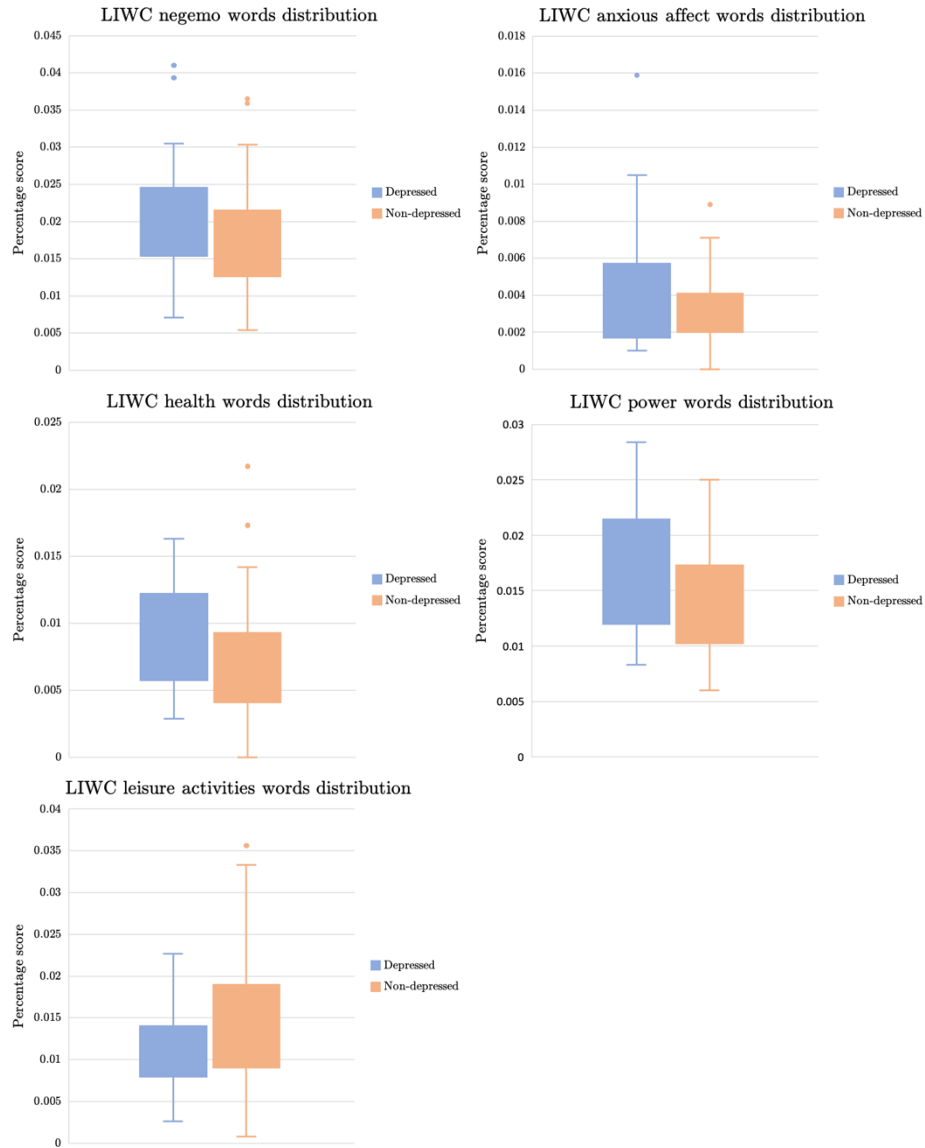 LIWC negemo words distribution
0.045
0.04
0.035
0.03
0.025
0.02
0.015
0.01
0.005
0
Percentage score
Depressed
Non-depressed
LIWC anxious affect words distribution
0.018
0.016
0.014
0.012
0.01
0.008
0.006
0.004
0.002
0
Percentage score
Depressed
Non-depressed
LIWC health words distribution
0.025
0.02
0.015
0.01
0.005
0
Percentage score
Depressed
Non-depressed
LIWC power words distribution
0.03
0.025
0.02
0.015
0.01
0.005
0
Percentage score
Depressed
Non-depressed
LIWC leisure activities words distribution
0.04
0.035
0.03
0.025
0.02
0.015
0.01
0.005
0
Percentage score
Depressed
Non-depressed